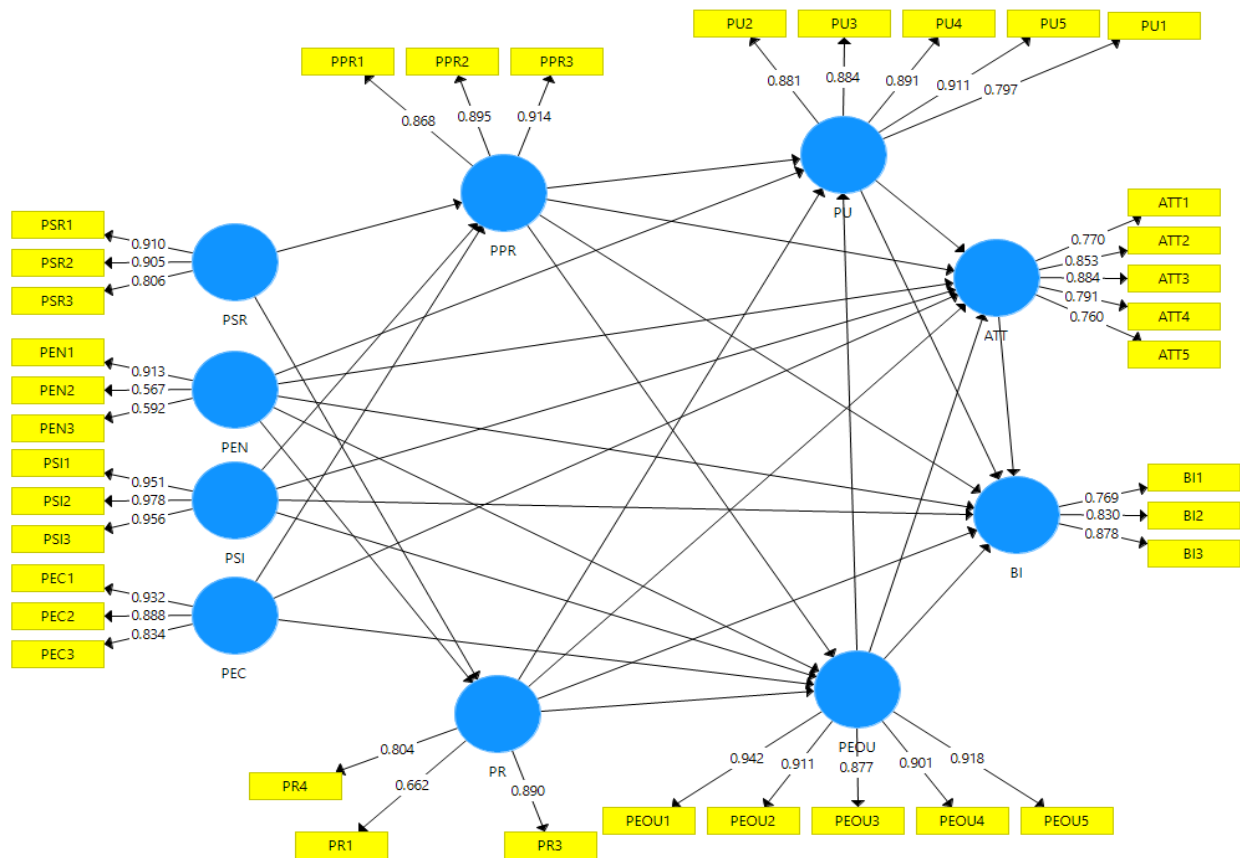 PU2
PU3
PU4
PU5
PU1
0.881
0.884
0.891
0.911
0.797
PU
PPR1
PPR2
PPR3
0.868
0.895
0.914
PPR
PSR1
PSR2
PSR3
0.910
0.905
0.806
PSR
PEN1
PEN2
PEN3
0.913
0.567
0.592
PEN
PSI1
PSI2
PSI3
0.951
0.978
0.956
PSI
PEC1
PEC2
PEC3
0.932
0.888
0.834
PEC
ATT1
ATT2
ATT3
ATT4
ATT5
0.770
0.853
0.884
0.791
0.760
ATT
BI1
BI2
BI3
0.769
0.830
0.878
BI
PR
0.804
0.662
0.890
PR4
PR1
PR3
PEOU
0.942
0.911
0.877
0.901
0.918
PEOU1
PEOU2
PEOU3
PEOU4
PEOU5